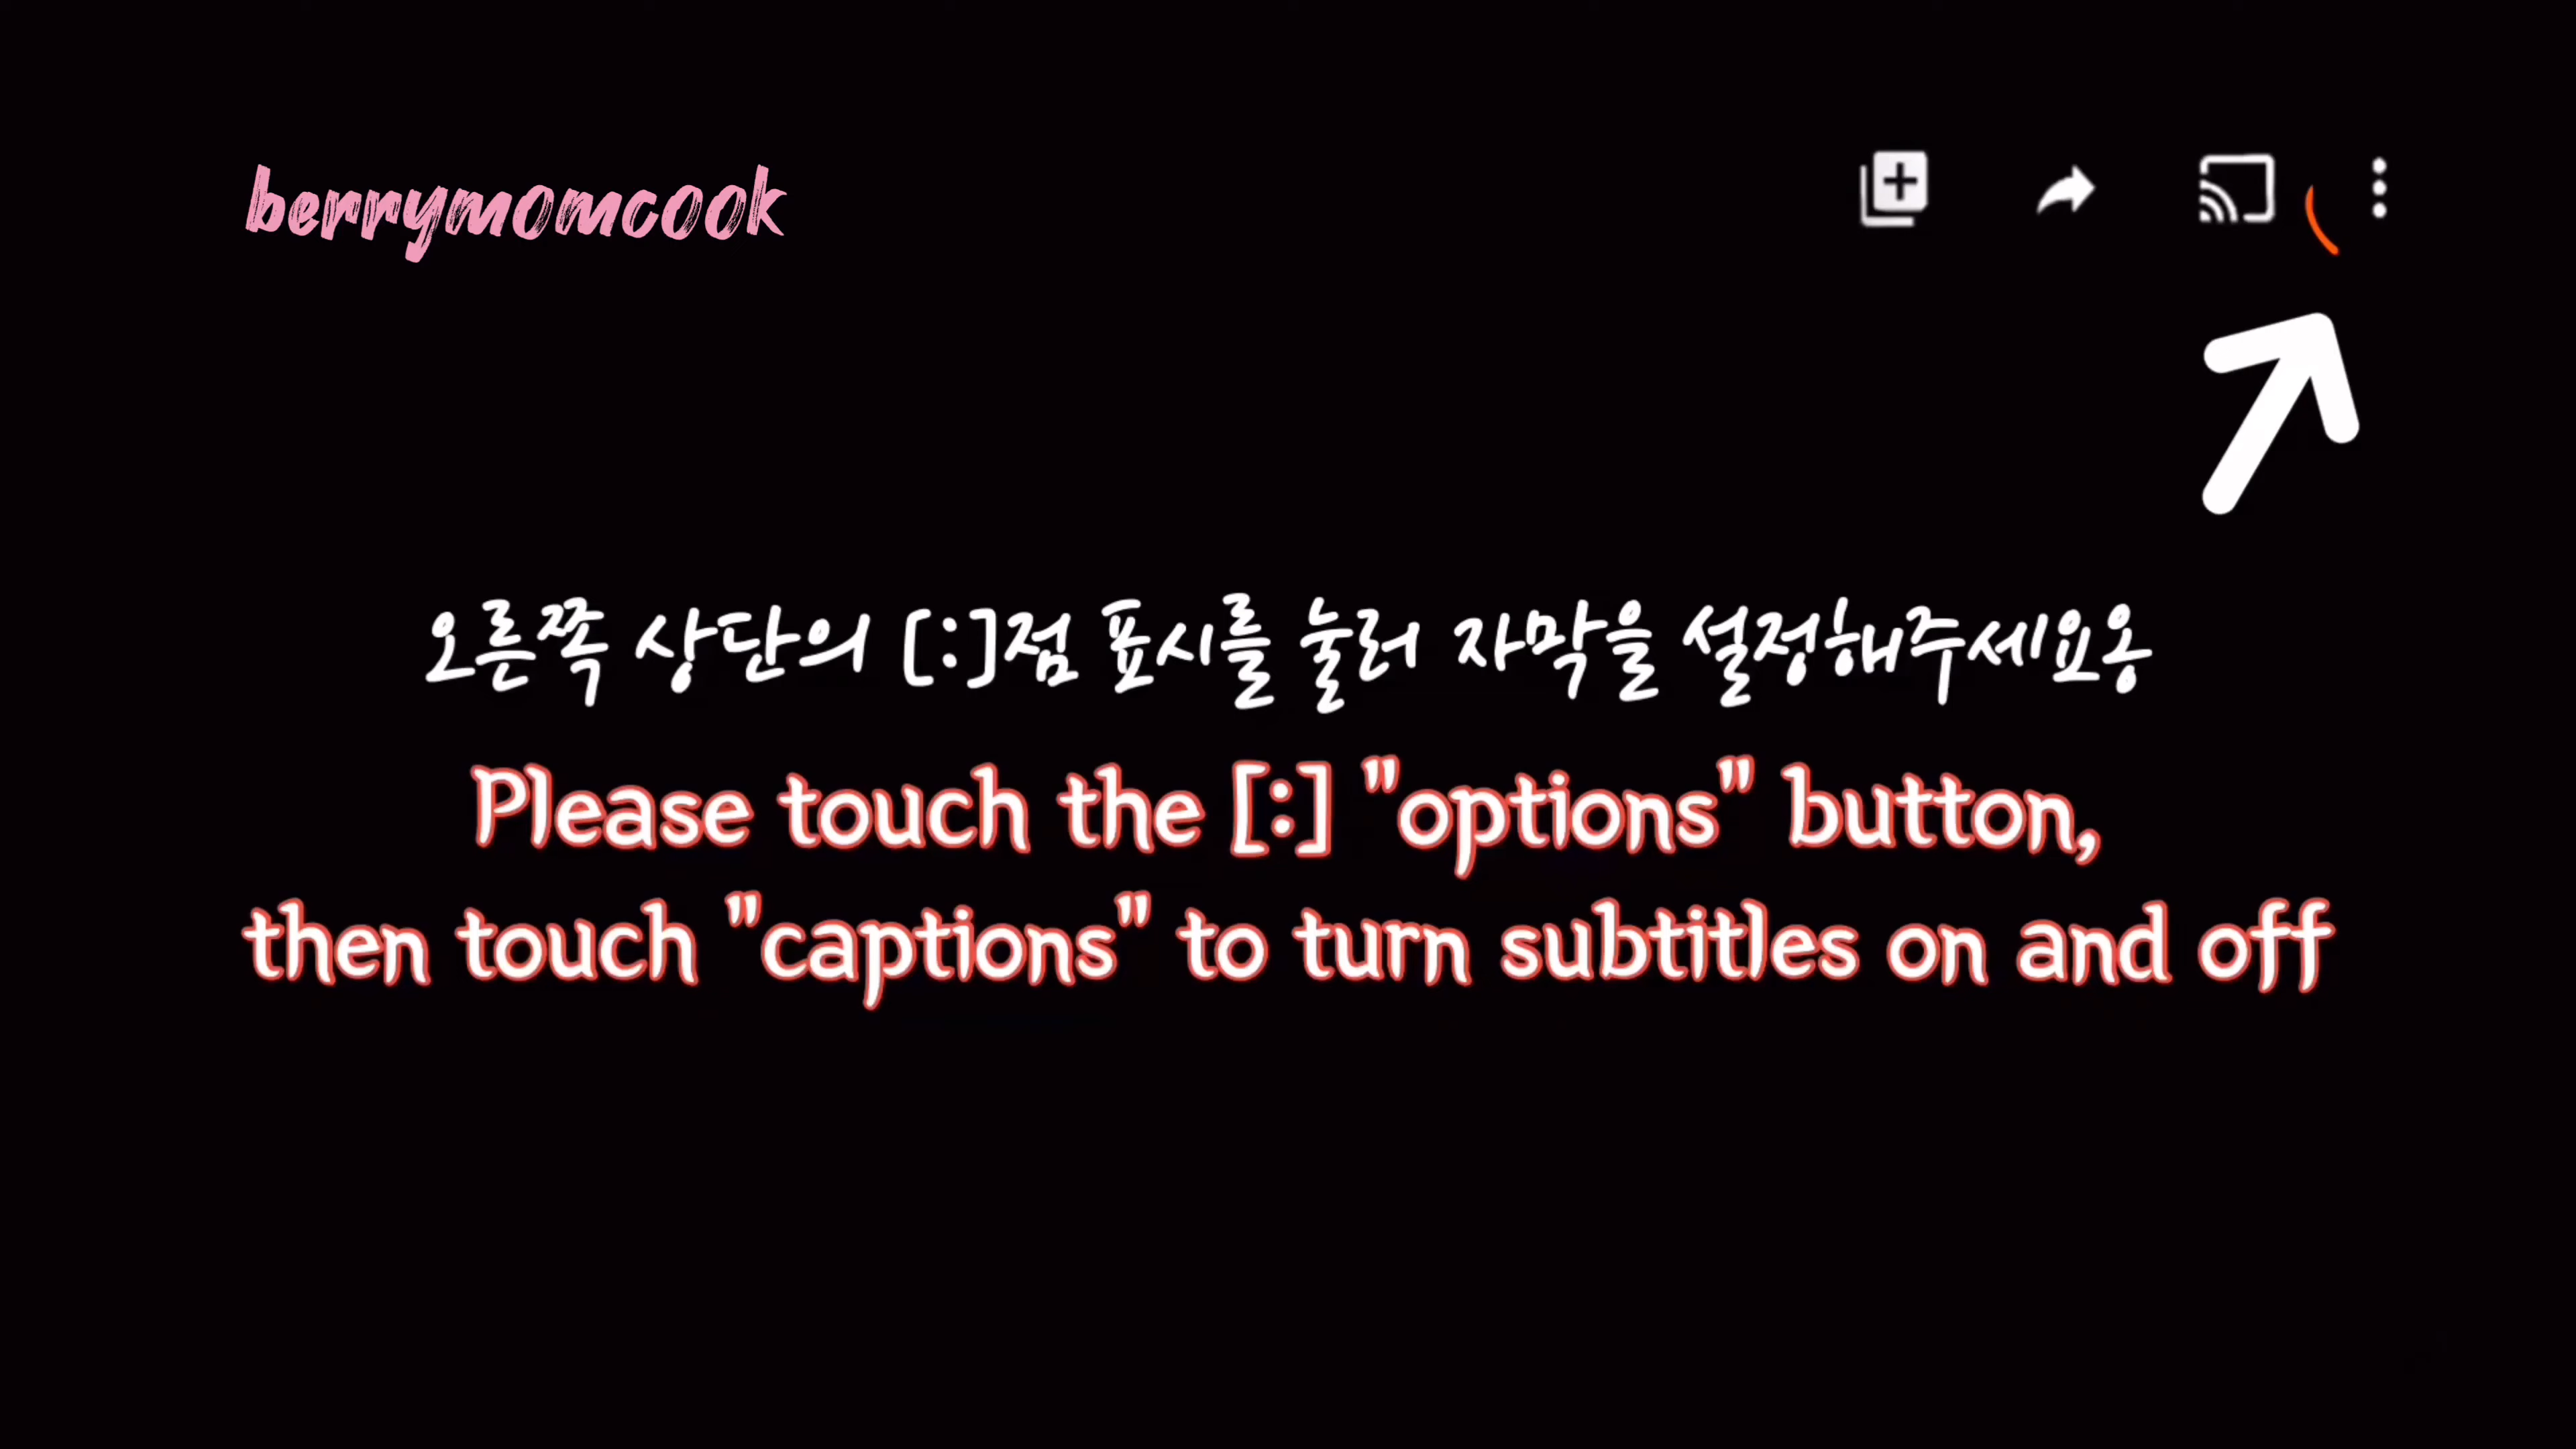 berrymomcook
오른쪽 상단의 [:]점 표시를 눌러 자막을 설정해주세요옹
Please touch the [:] "options" button,
then touch "captions" to turn subtitles on and off